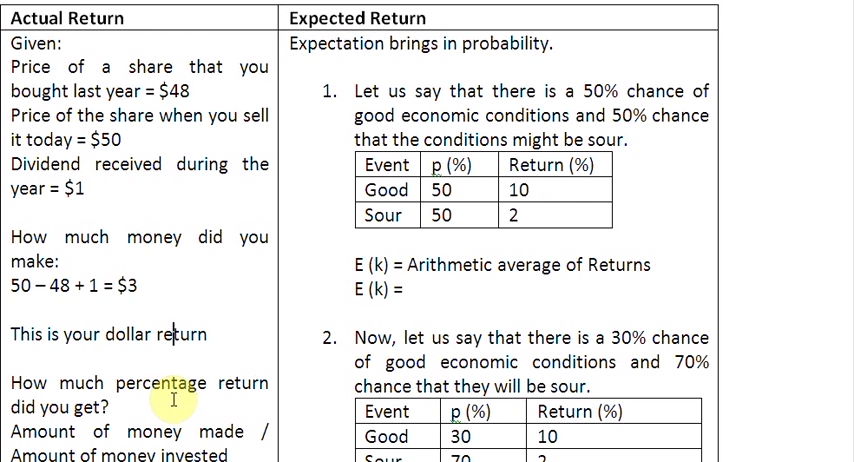 Actual Return
Given:
Price of a share that you
bought last year = $48
Price of the share when you sell
it today = $50
Dividend received during the
year = $1
How much money did you
make:
50 – 48 + 1 = $3
This is your dollar return
How much percentage return
did you get?
Amount of money made /
Amount of money invested
Expected Return
Expectation brings in probability.
1. Let us say that there is a 50% chance of
good economic conditions and 50% chance
that the conditions might be sour.
Event p (%) Return (%)
Good 50 10
Sour 50 2
E (k) = Arithmetic average of Returns
E (k) =
2. Now, let us say that there is a 30% chance
of good economic conditions and 70%
chance that they will be sour.
Event p (%) Return (%)
Good 30 10
Sour 70 2